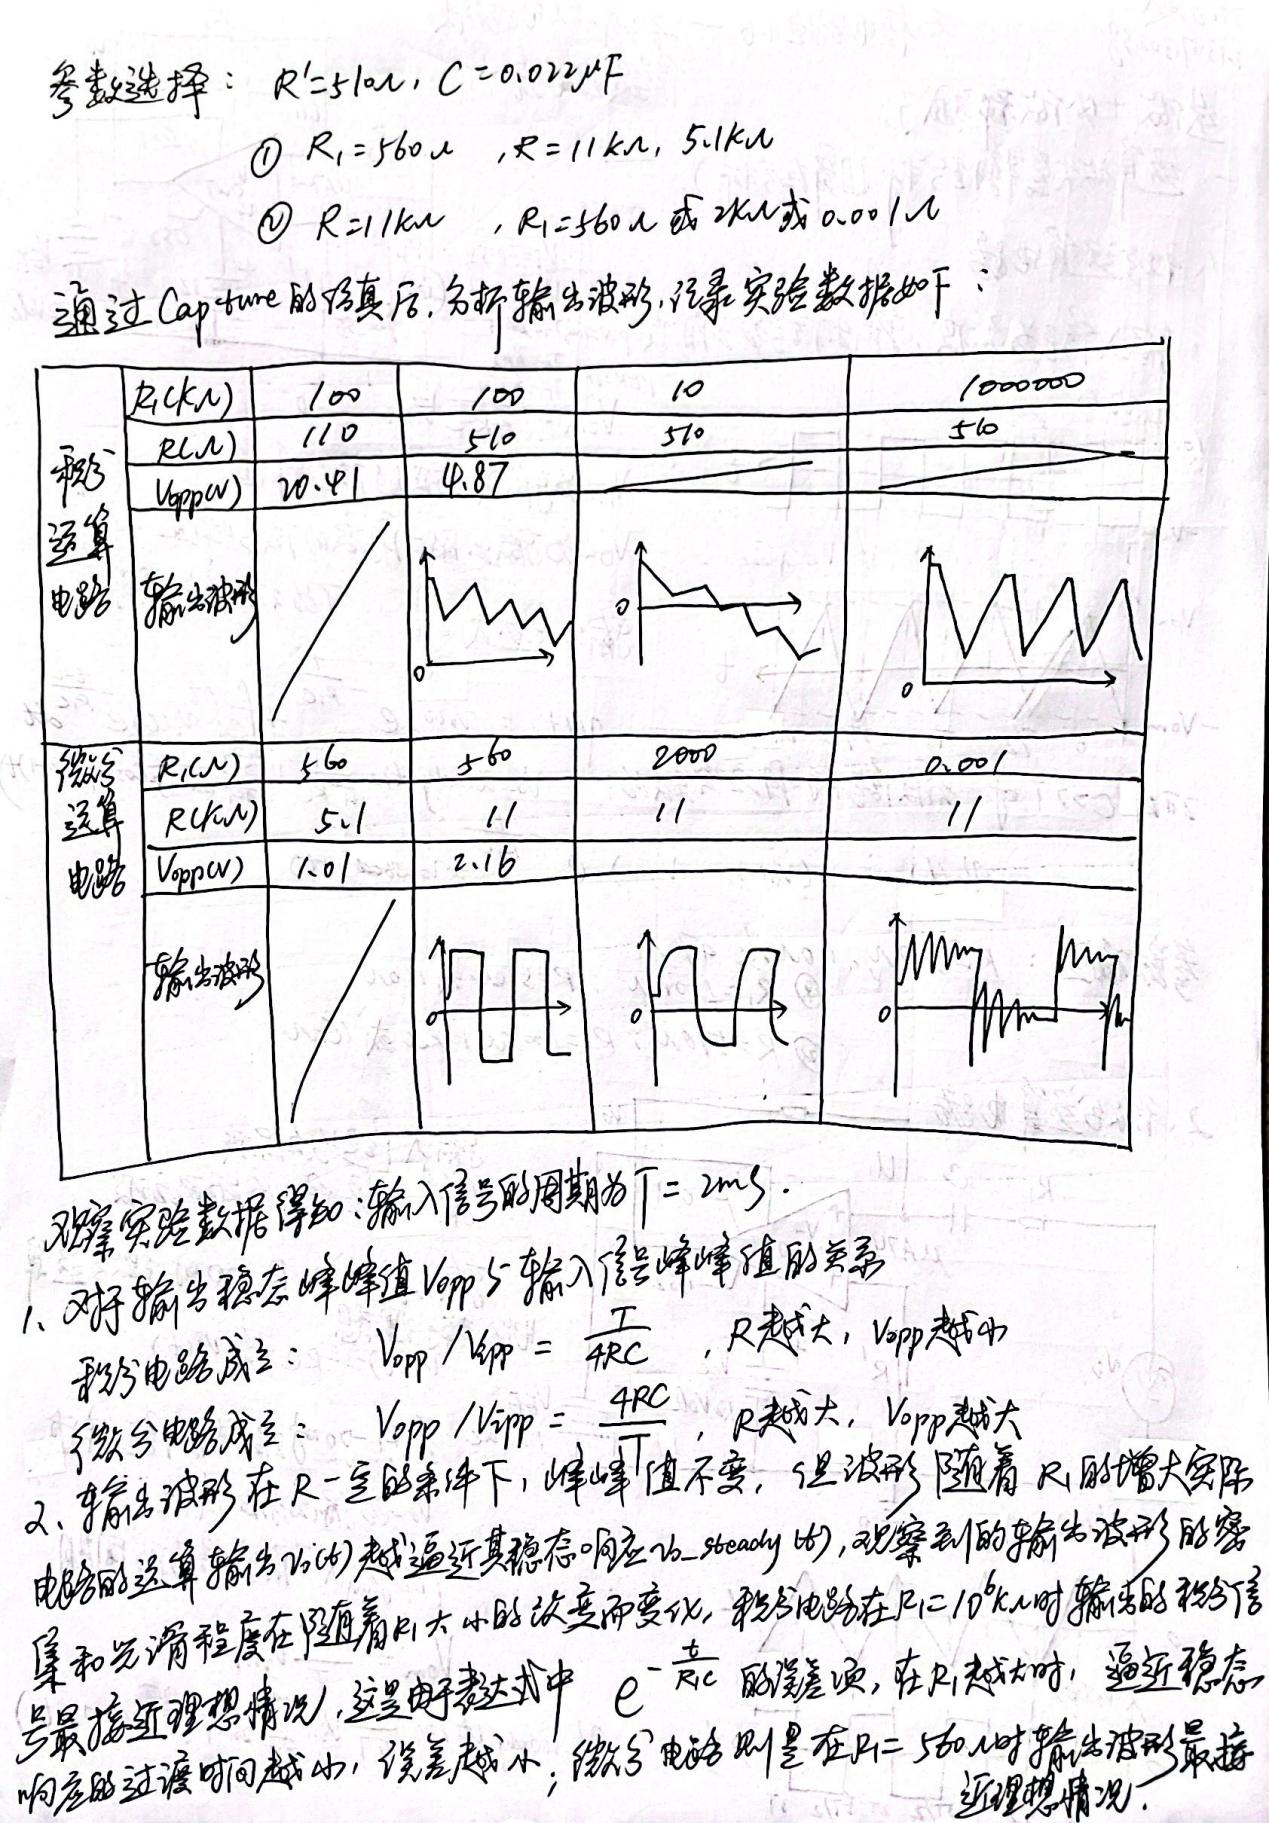 参数选择: R'=510Ω, C=0.022μF
① R₁=560Ω, R=11kΩ, 5.1kΩ
② R=11kΩ, R₁=560Ω或2kΩ或0.001Ω
通过Capture的仿真后,分析输出波形,记录实验数据如下:
积分运算电路
R₁(kΩ) 100 100 10 1000000
R(Ω) 110 510 510 510
Vopp(V) 20.41 4.87
输出波形 0 0 0
微分运算电路
R₁(Ω) 560 560 2000 0.001
R(kΩ) 5.1 11 11 11
Vopp(V) 1.01 2.16
输出波形 0 0 0
观察实验数据得知:输入信号的周期为T=2mS.
1、对于输出稳态峰峰值Vopp与输入信号峰峰值的关系
积分电路成立: Vopp/Vipp = T/4RC, R越大, Vopp越小
微分电路成立: Vopp/Vipp = 4RC/T, R越大, Vopp越大
2、输出波形在R一定的条件下,峰峰值不变,但波形随着R₁的增大实际
电路的运算输出vo(t)越逼近其稳态响应vo_steady(t),观察到的输出波形的密
集和光滑程度在随着R₁大小的改变而变化,积分电路在R₁=10⁶kΩ时输出的积分信
号最接近理想情况,这是由于表达式中 e^(-t/R₁C) 的误差项,在R₁越大时,逼近稳态
响应的过渡时间越小,误差越小;微分电路则是在R₁=560Ω时输出波形最接
近理想情况.